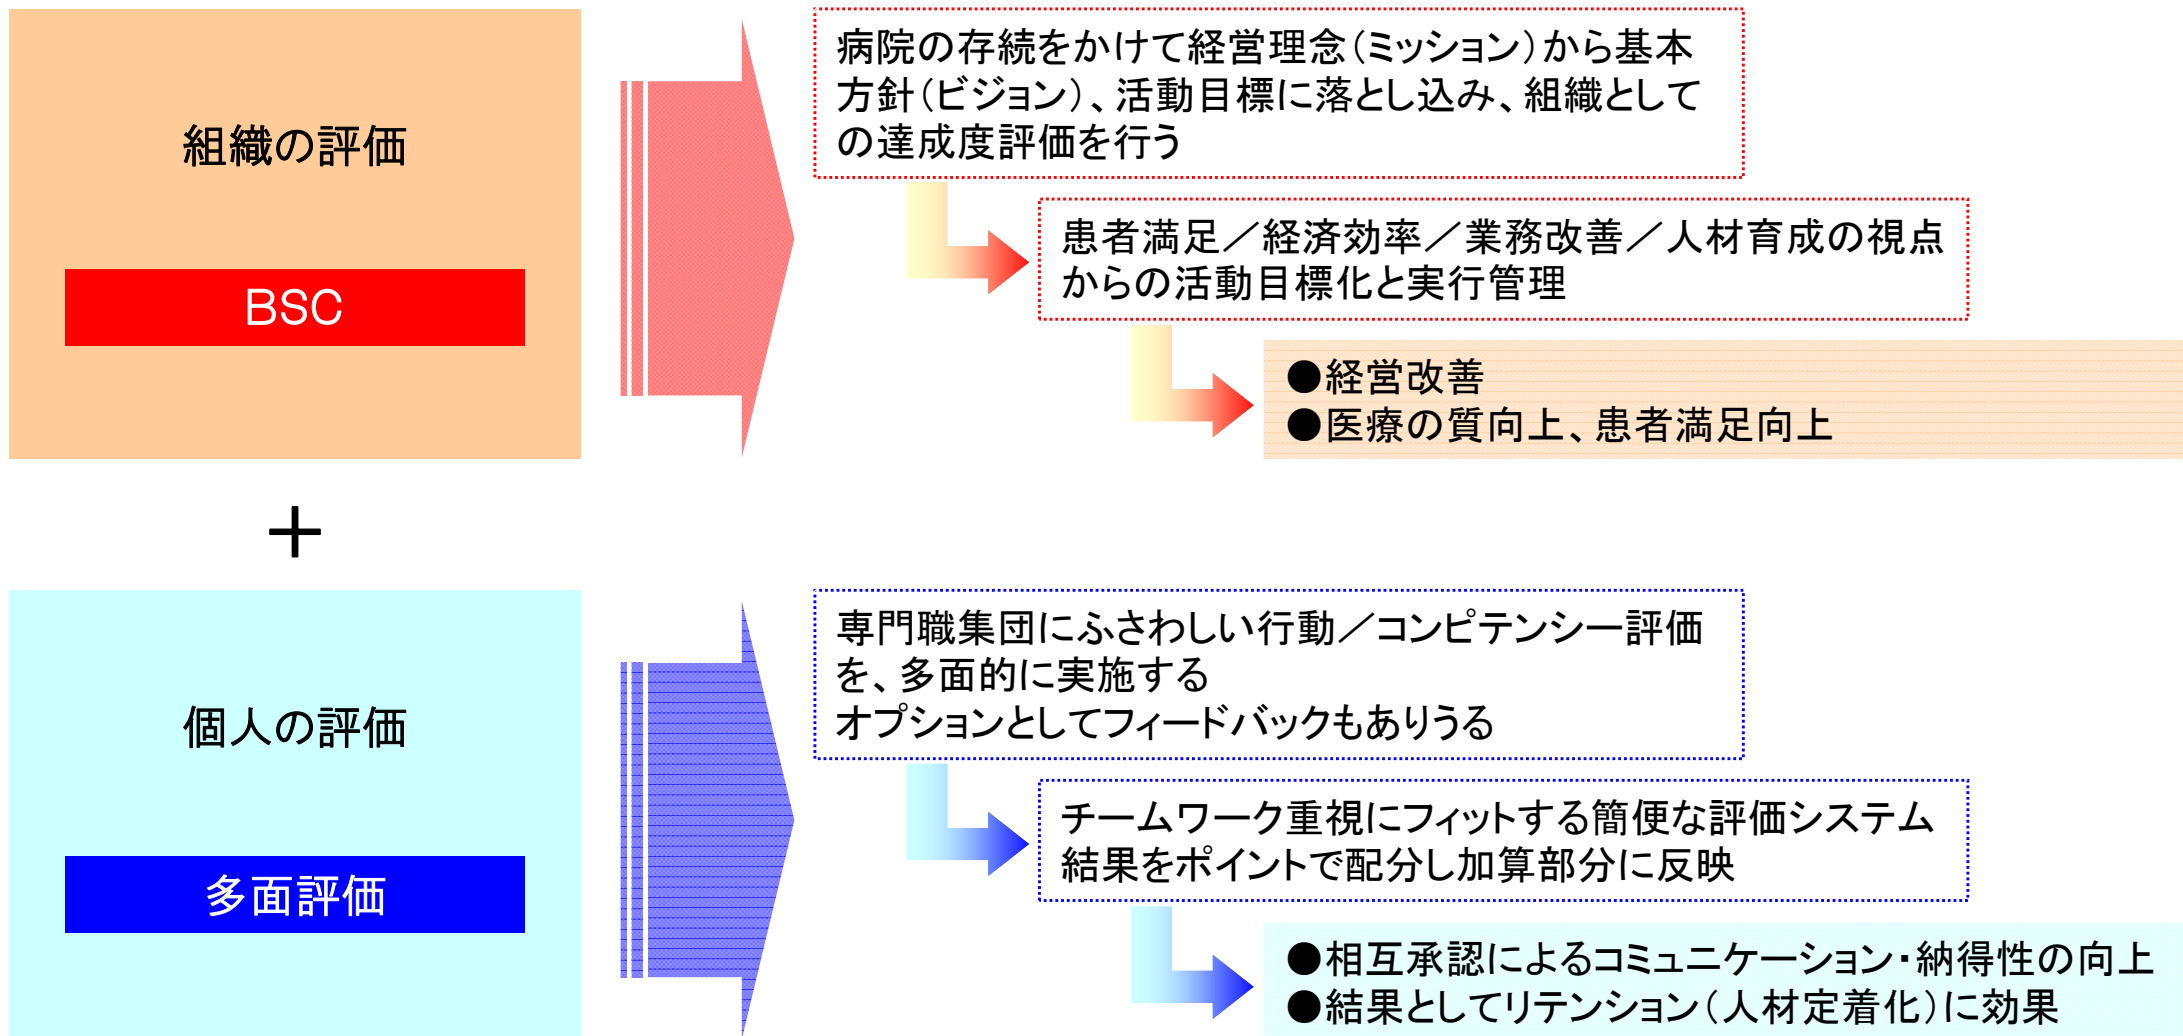 組織の評価
BSC
病院の存続をかけて経営理念(ミッション)から基本
方針(ビジョン)、活動目標に落とし込み、組織として
の達成度評価を行う
患者満足/経済効率/業務改善/人材育成の視点
からの活動目標化と実行管理
●経営改善
●医療の質向上、患者満足向上
+
個人の評価
多面評価
専門職集団にふさわしい行動/コンピテンシー評価
を、多面的に実施する
オプションとしてフィードバックもありうる
チームワーク重視にフィットする簡便な評価システム
結果をポイントで配分し加算部分に反映
●相互承認によるコミュニケーション・納得性の向上
●結果としてリテンション(人材定着化)に効果